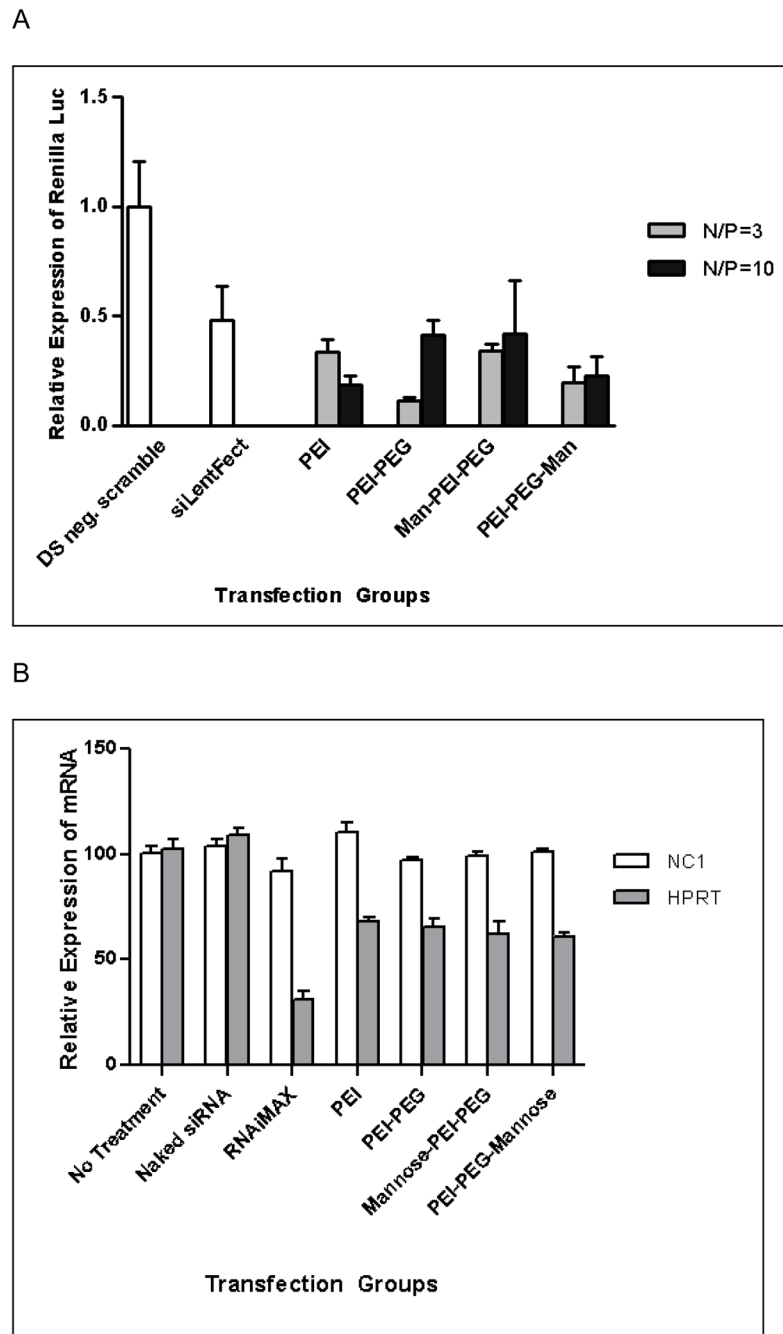 A
Relative Expression of Renilla Luc
1.5
1.0
0.5
0.0
DS neg. scramble
siLentFect
PEI
PEI-PEG
Man-PEI-PEG
PEI-PEG-Man
Transfection Groups
N/P=3
N/P=10
B
Relative Expression of mRNA
150
100
50
0
No Treatment
Naked siRNA
RNAiMAX
PEI
PEI-PEG
Mannose-PEI-PEG
PEI-PEG-Mannose
Transfection Groups
NC1
HPRT